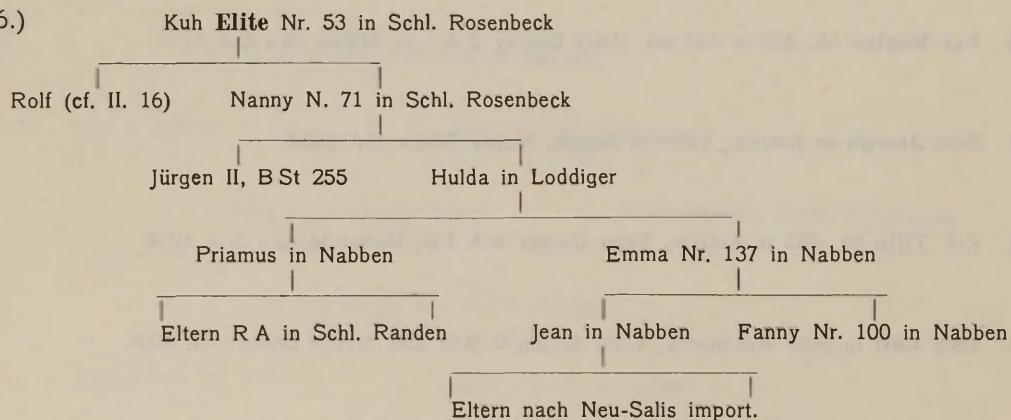 6.)
Kuh Elite Nr. 53 in Schl. Rosenbeck
Rolf (cf. II. 16) Nanny N. 71 in Schl. Rosenbeck
Jürgen II, B St 255 Hulda in Loddiger
Priamus in Nabben Emma Nr. 137 in Nabben
Eltern R A in Schl. Randen Jean in Nabben Fanny Nr. 100 in Nabben
Eltern nach Neu-Salis import.